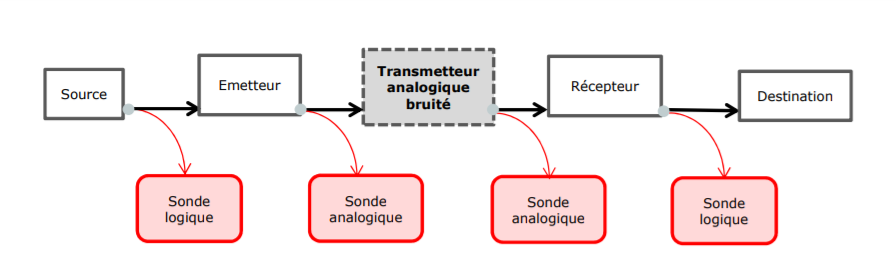 Source
Emetteur
Transmetteur
analogique
bruité
Récepteur
Destination
Sonde
logique
Sonde
analogique
Sonde
analogique
Sonde
logique